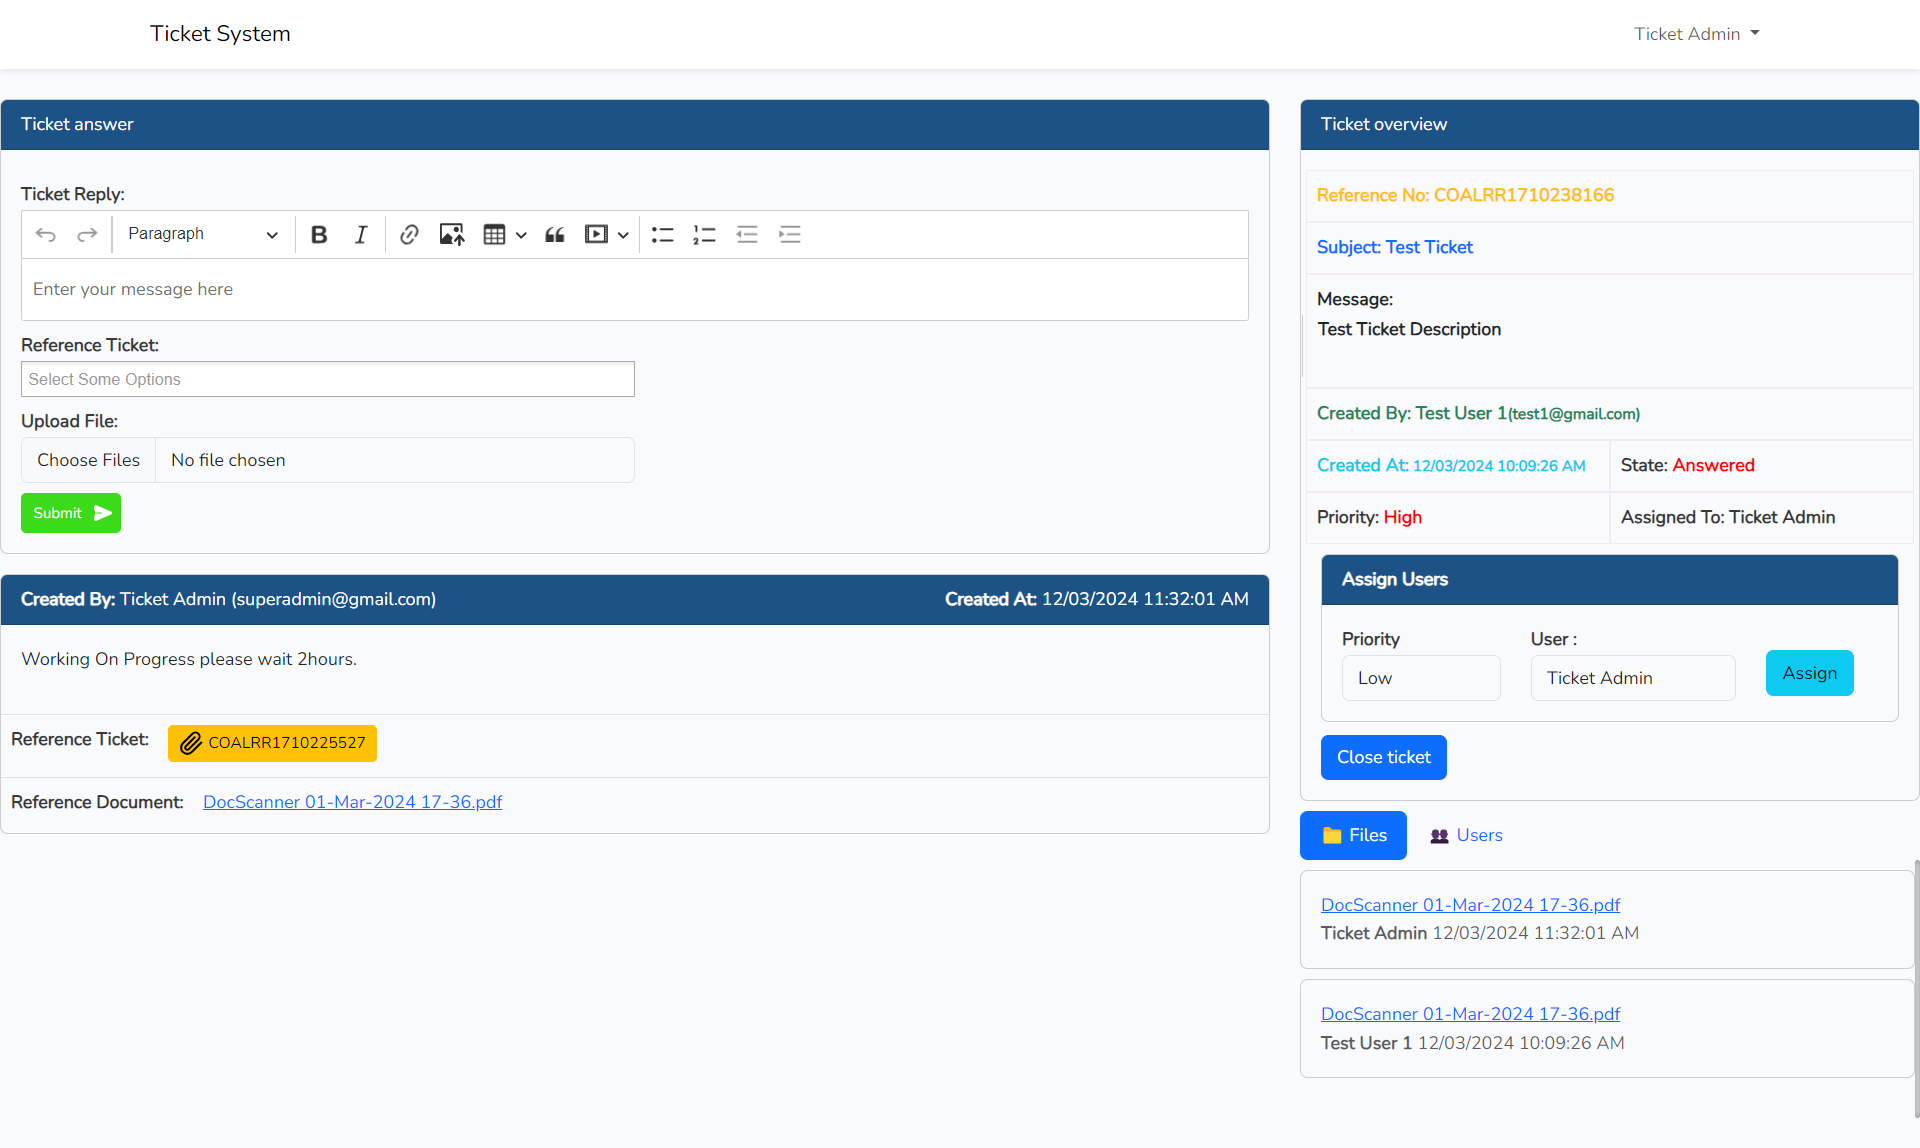 Ticket System
Ticket Admin
Ticket answer
Ticket Reply:
Paragraph
Enter your message here
Reference Ticket:
Select Some Options
Upload File:
Choose Files No file chosen
Submit
Created By: Ticket Admin (superadmin@gmail.com) Created At: 12/03/2024 11:32:01 AM
Working On Progress please wait 2hours.
Reference Ticket: COALRR1710225527
Reference Document: DocScanner 01-Mar-2024 17-36.pdf
Ticket overview
Reference No: COALRR1710238166
Subject: Test Ticket
Message:
Test Ticket Description
Created By: Test User 1(test1@gmail.com)
Created At: 12/03/2024 10:09:26 AM State: Answered
Priority: High Assigned To: Ticket Admin
Assign Users
Priority User :
Low Ticket Admin Assign
Close ticket
Files Users
DocScanner 01-Mar-2024 17-36.pdf
Ticket Admin 12/03/2024 11:32:01 AM
DocScanner 01-Mar-2024 17-36.pdf
Test User 1 12/03/2024 10:09:26 AM